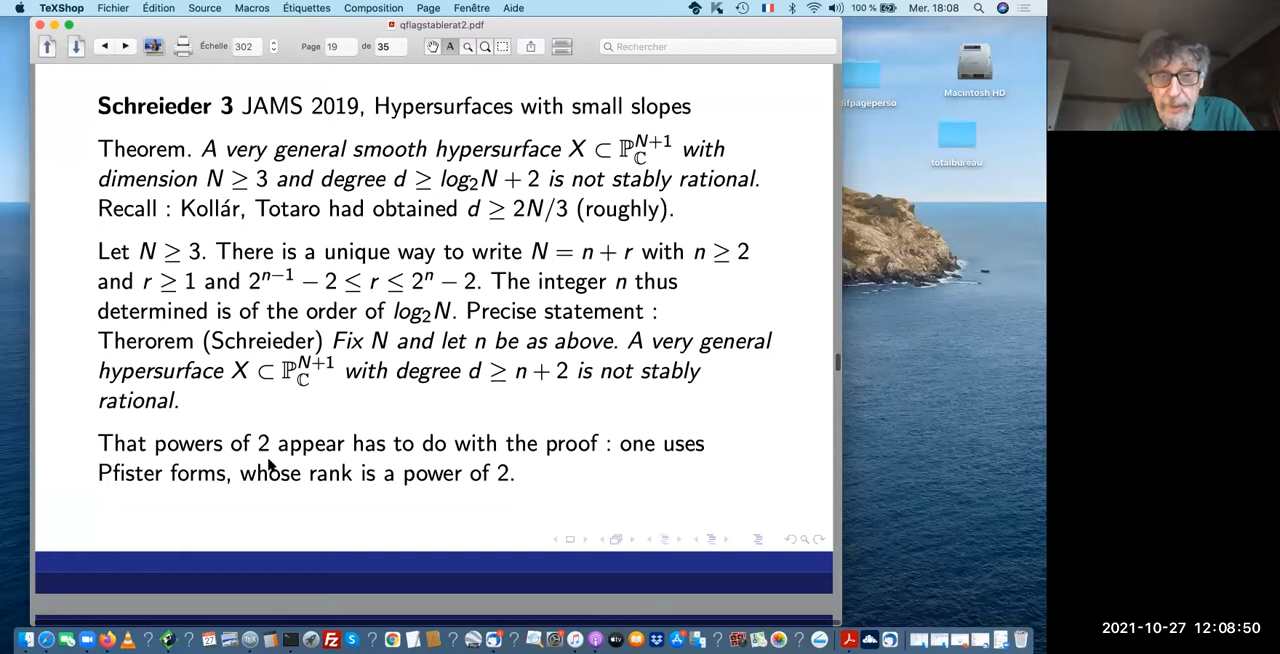 TeXShop Fichier Édition Source Macros Étiquettes Composition Page Fenêtre Aide 100 % Mer. 18:08
qflagstablerat2.pdf
Échelle 302 Page 19 de 35 Rechercher
Schreieder 3 JAMS 2019, Hypersurfaces with small slopes
Theorem. A very general smooth hypersurface X ⊂ ℙ_ℂ^{N+1} with
dimension N ≥ 3 and degree d ≥ log₂N + 2 is not stably rational.
Recall : Kollár, Totaro had obtained d ≥ 2N/3 (roughly).
Let N ≥ 3. There is a unique way to write N = n + r with n ≥ 2
and r ≥ 1 and 2^{n−1} − 2 ≤ r ≤ 2^n − 2. The integer n thus
determined is of the order of log₂N. Precise statement :
Therorem (Schreieder) Fix N and let n be as above. A very general
hypersurface X ⊂ ℙ_ℂ^{N+1} with degree d ≥ n + 2 is not stably
rational.
That powers of 2 appear has to do with the proof : one uses
Pfister forms, whose rank is a power of 2.
ifpageperso
Macintosh HD
totalbureau
2021-10-27 12:08:50